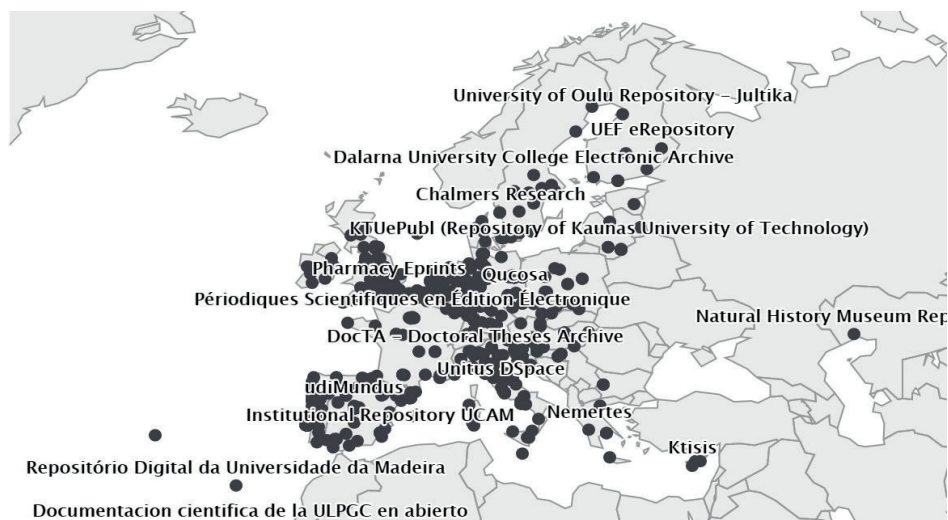 University of Oulu Repository – Jultika
UEF eRepository
Dalarna University College Electronic Archive
Chalmers Research
KTUePubl (Repository of Kaunas University of Technology)
Pharmacy Eprints
Qucosa
Périodiques Scientifiques en Édition Électronique
Natural History Museum Rep
DocTA – Doctoral Theses Archive
Unitus DSpace
udiMundus
Institutional Repository UCAM
Nemertes
Ktisis
Repositório Digital da Universidade da Madeira
Documentacion cientifica de la ULPGC en abierto